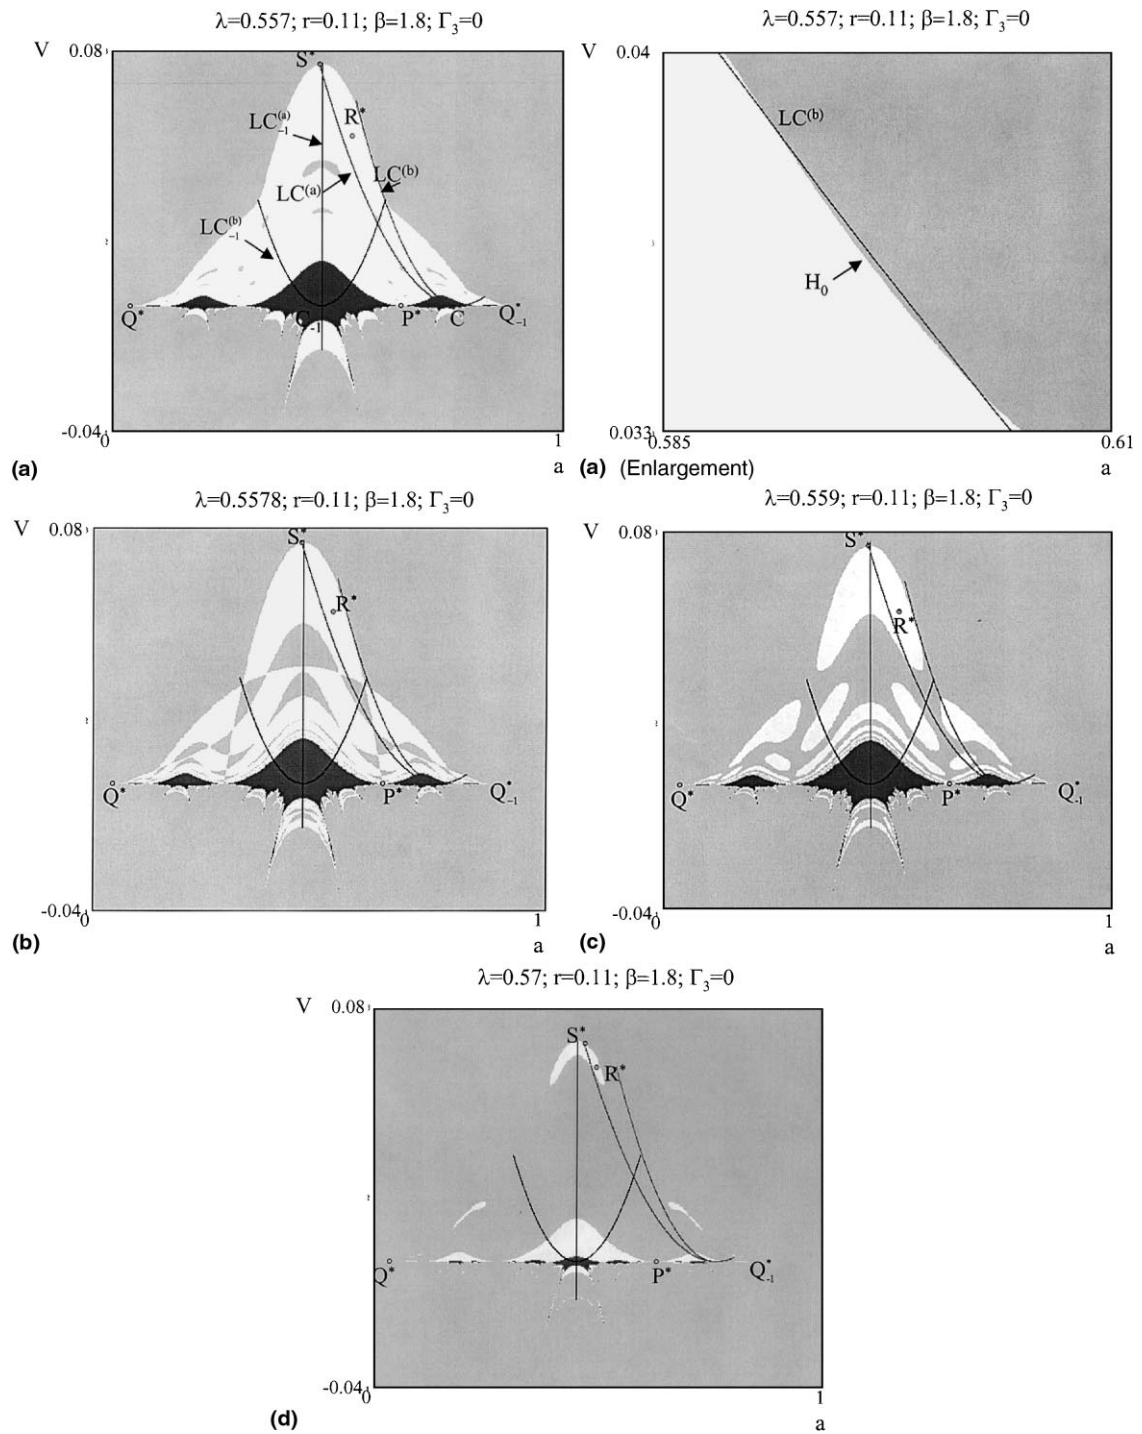 λ=0.557; r=0.11; β=1.8; Γ₃=0
V 0.08
S*
R*
LC₋₁⁽ᵃ⁾
LC⁽ᵃ⁾
LC⁽ᵇ⁾
LC₋₁⁽ᵇ⁾
Q* C₋₁ P* C Q*₋₁
-0.04
0 1
a
(a)
λ=0.557; r=0.11; β=1.8; Γ₃=0
V 0.04
LC⁽ᵇ⁾
H₀
0.033
0.585 0.61
a
(a) (Enlargement)
λ=0.5578; r=0.11; β=1.8; Γ₃=0
V 0.08
S*
R*
Q* P* Q*₋₁
-0.04
0 1
a
(b)
λ=0.559; r=0.11; β=1.8; Γ₃=0
V 0.08
S*
R*
Q* P* Q*₋₁
-0.04
0 1
a
(c)
λ=0.57; r=0.11; β=1.8; Γ₃=0
V 0.08
S*
R*
Q* P* Q*₋₁
-0.04
0 1
a
(d)